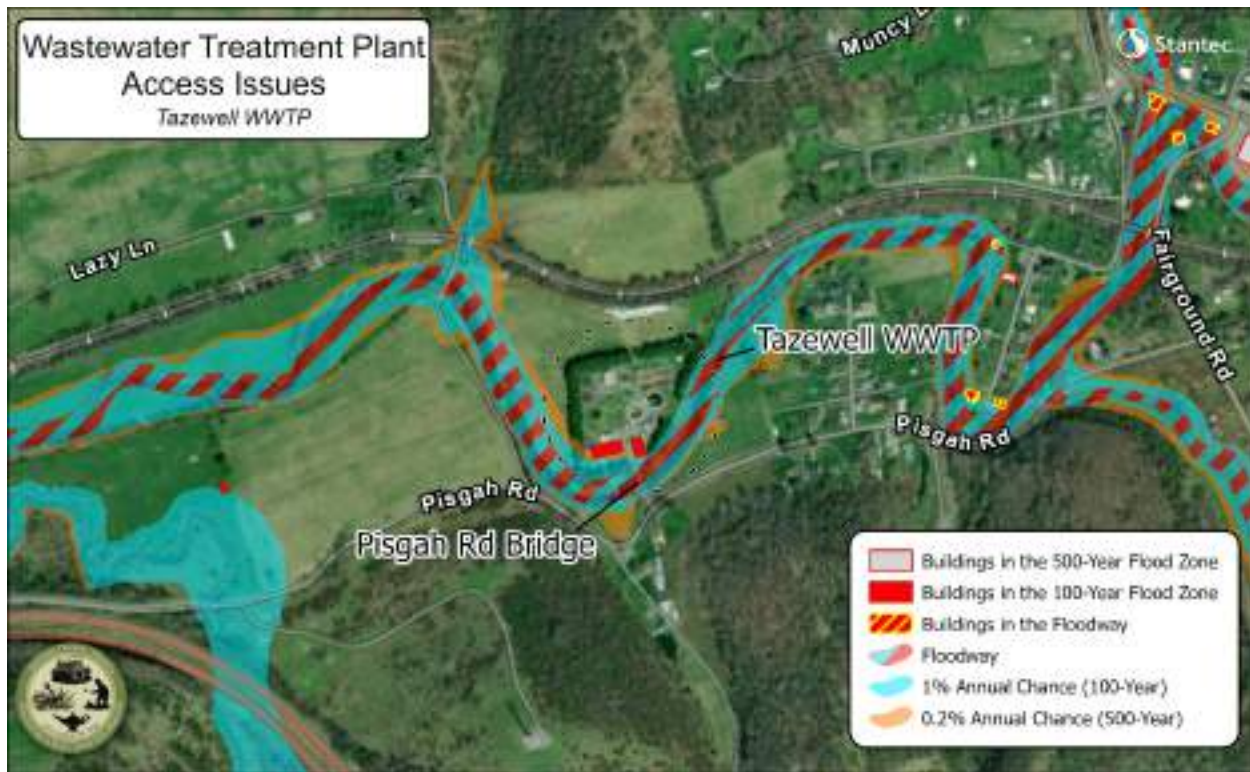 Wastewater Treatment Plant
Access Issues
Tazewell WWTP
Stantec
Lazy Ln
Fairground Rd
Tazewell WWTP
Pisgah Rd
Pisgah Rd
Pisgah Rd Bridge
Buildings in the 500-Year Flood Zone
Buildings in the 100-Year Flood Zone
Buildings in the Floodway
Floodway
1% Annual Chance (100-Year)
0.2% Annual Chance (500-Year)
Muncy